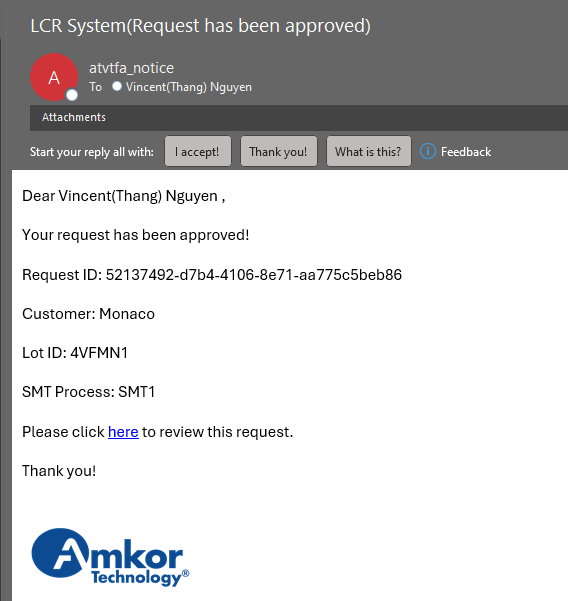 LCR System(Request has been approved)
A
atvtfa_notice
To Vincent(Thang) Nguyen
Attachments
Start your reply all with: I accept! Thank you! What is this? Feedback
Dear Vincent(Thang) Nguyen ,
Your request has been approved!
Request ID: 52137492-d7b4-4106-8e71-aa775c5beb86
Customer: Monaco
Lot ID: 4VFMN1
SMT Process: SMT1
Please click here to review this request.
Thank you!
Amkor
Technology®